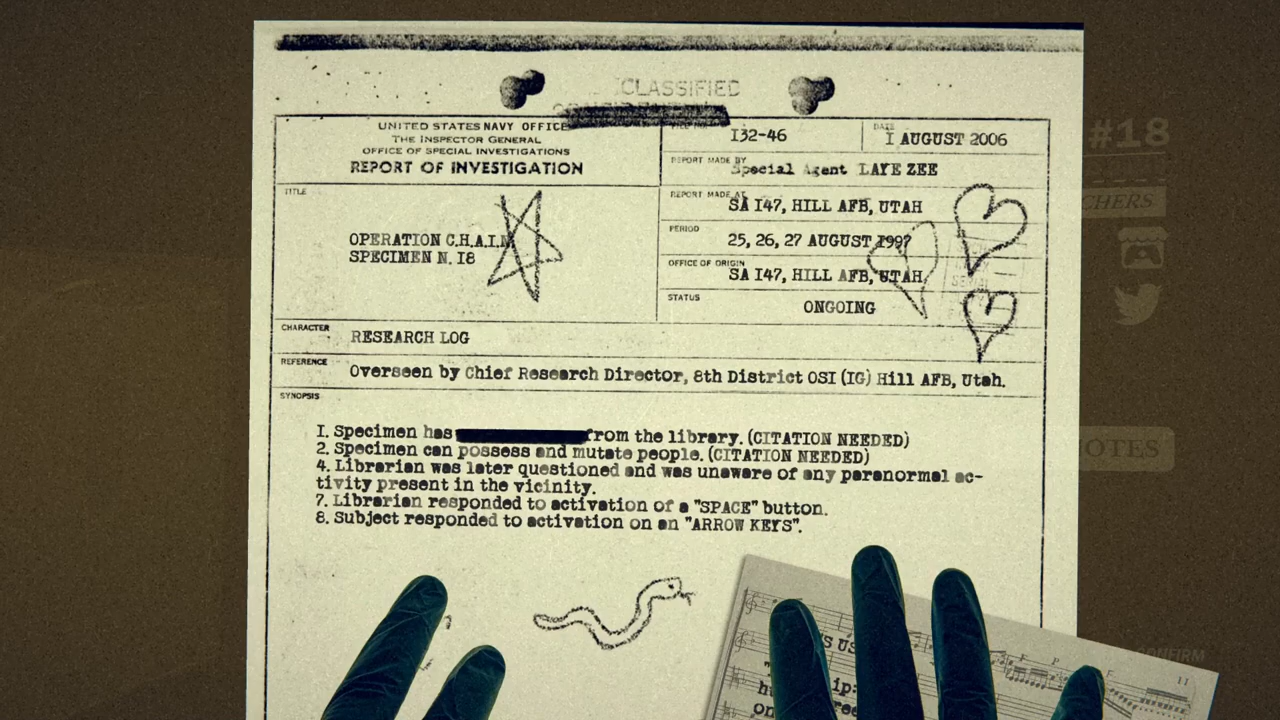 CLASSIFIED
#18
UNITED STATES NAVY OFFICE
THE INSPECTOR GENERAL
OFFICE OF SPECIAL INVESTIGATIONS
REPORT OF INVESTIGATION
I32-46
DATE
I AUGUST 2006
REPORT MADE BY
Special Agent LAYE ZEE
TITLE
OPERATION C.H.A.I.N
SPECIMEN N. I8
REPORT MADE AT
SA I47, HILL AFB, UTAH
PERIOD
25, 26, 27 AUGUST I997
OFFICE OF ORIGIN
SA I47, HILL AFB, UTAH
STATUS
ONGOING
CHARACTER
RESEARCH LOG
REFERENCE
Overseen by Chief Research Director, 8th District OSI (IG) Hill AFB, Utah.
SYNOPSIS
I. Specimen has from the library. (CITATION NEEDED)
2. Specimen can possess and mutate people. (CITATION NEEDED)
4. Librarian was later questioned and was unaware of any paranormal ac-
tivity present in the vicinity.
7. Librarian responded to activation of a "SPACE" button.
8. Subject responded to activation on an "ARROW KEYS".
CHERS
NOTES
CONFIRM
F P F
11